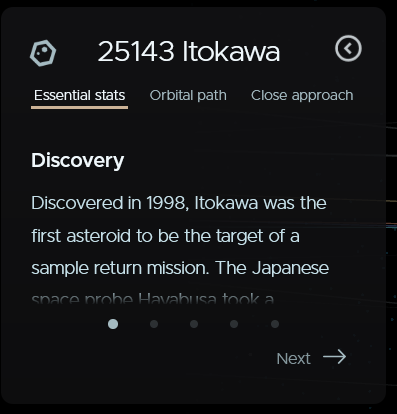 25143 Itokawa
Essential stats Orbital path Close approach
Discovery
Discovered in 1998, Itokawa was the
first asteroid to be the target of a
sample return mission. The Japanese
space probe Hayabusa took a
Next